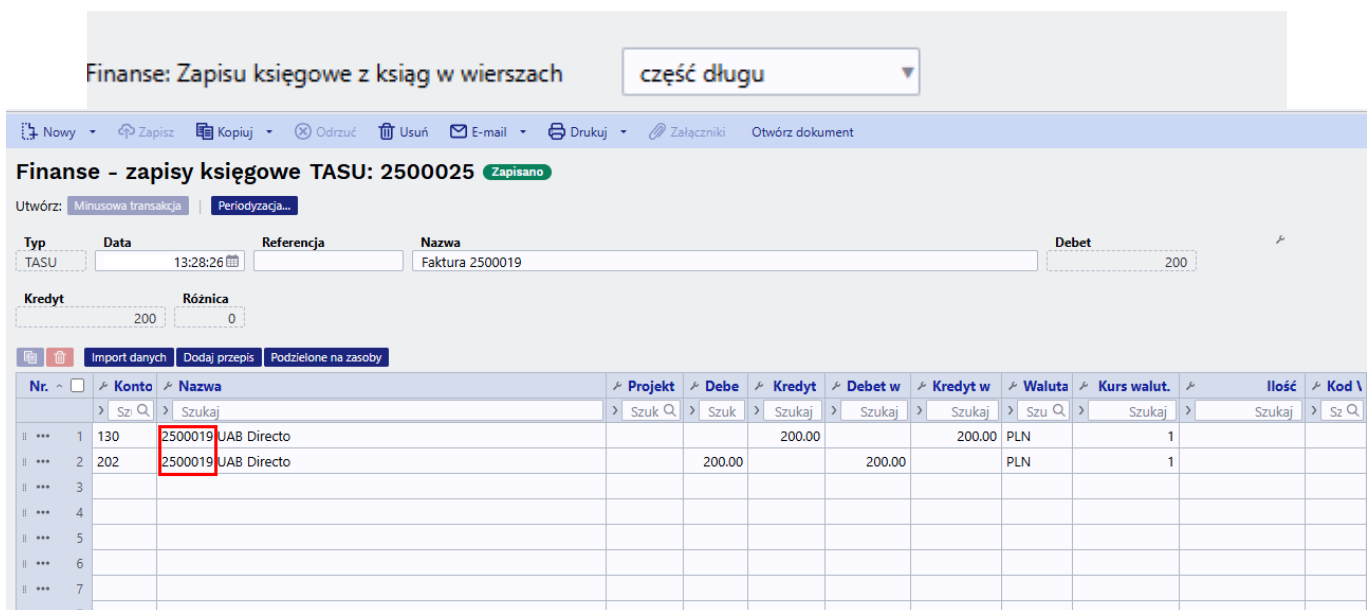 Finanse: Zapisu księgowe z ksiąg w wierszach część długu
Nowy Zapisz Kopiuj Odrzuć Usuń E-mail Drukuj Załączniki Otwórz dokument
Finanse - zapisy księgowe TASU: 2500025 Zapisano
Utwórz: Minusowa transakcja | Periodyzacja...
Typ Data Referencja Nazwa Debet
TASU 13:28:26 Faktura 2500019 200
Kredyt Różnica
200 0
Import danych Dodaj przepis Podzielone na zasoby
Nr. Konto Nazwa Projekt Debe Kredyt Debet w Kredyt w Waluta Kurs walut. Ilość Kod
Sz Szukaj Szuk Szuk Szukaj Szukaj Szukaj Szu Szukaj Szukaj Sz
1 130 2500019 UAB Directo 200.00 200.00 PLN 1
2 202 2500019 UAB Directo 200.00 200.00 PLN 1
3
4
5
6
7